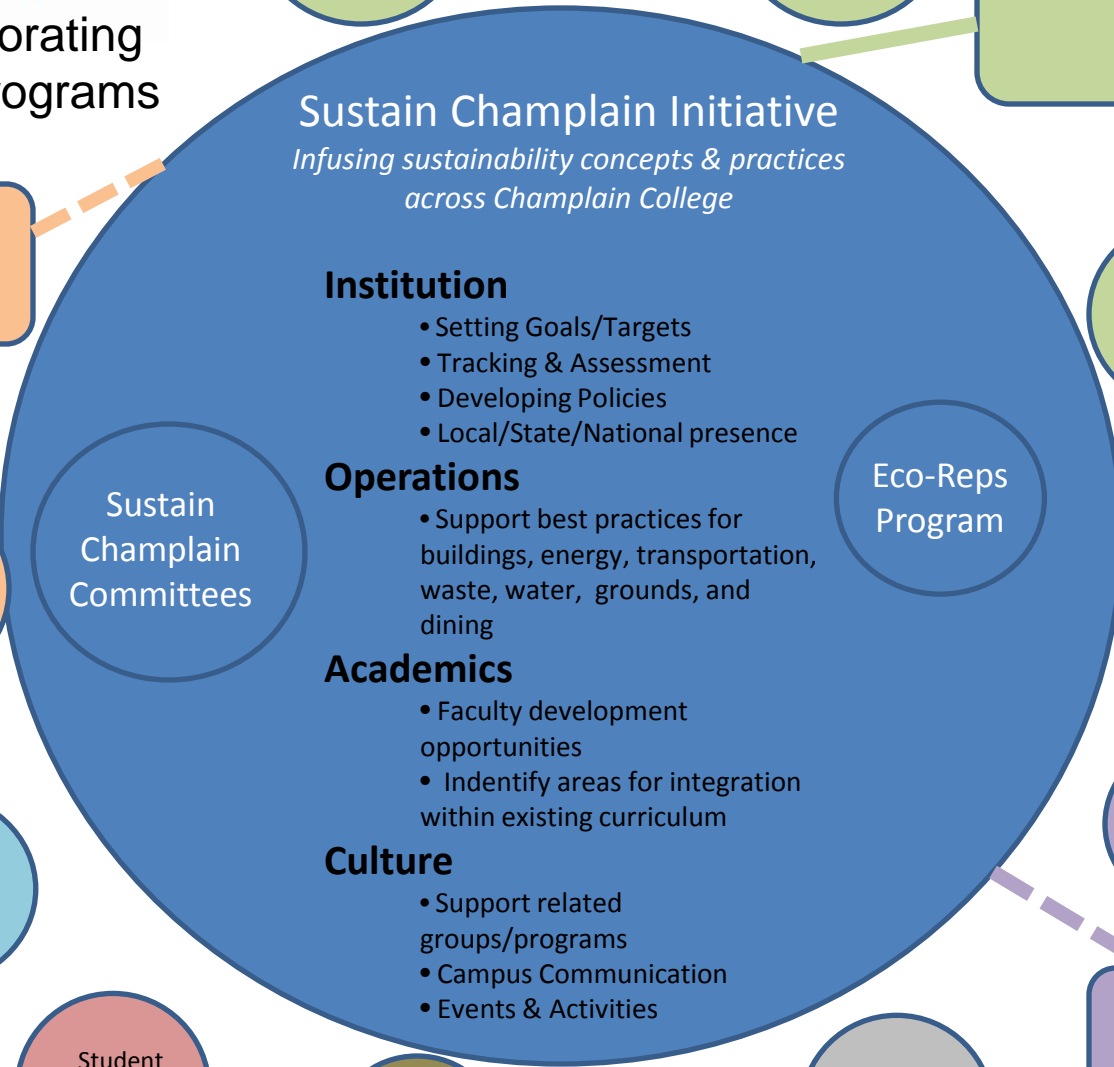 orating
rograms
Sustain Champlain Initiative
Infusing sustainability concepts & practices
across Champlain College
Institution
• Setting Goals/Targets
• Tracking & Assessment
• Developing Policies
• Local/State/National presence
Operations
• Support best practices for
buildings, energy, transportation,
waste, water, grounds, and
dining
Academics
• Faculty development
opportunities
• Indentify areas for integration
within existing curriculum
Culture
• Support related
groups/programs
• Campus Communication
• Events & Activities
Sustain
Champlain
Committees
Eco-Reps
Program
Student